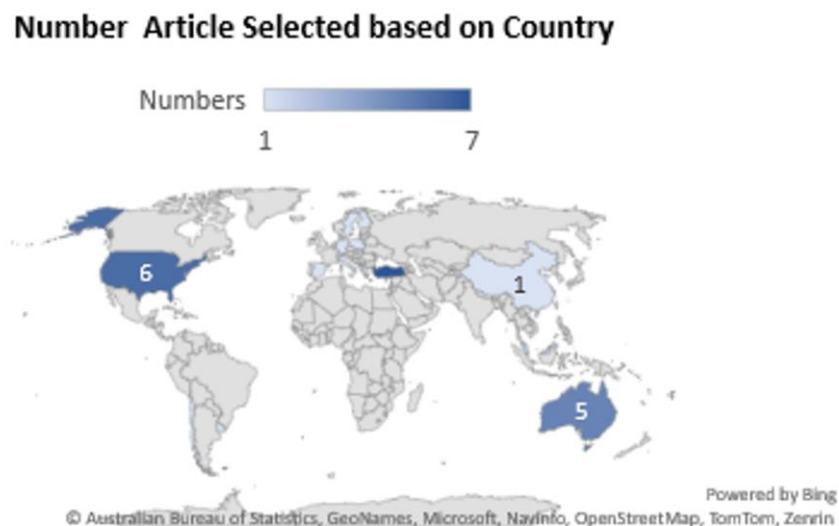 Number Article Selected based on Country
Numbers
1 7
6
1
5
Powered by Bing
© Australian Bureau of Statistics, GeoNames, Microsoft, Navinfo, OpenStreetMap, TomTom, Zenrin